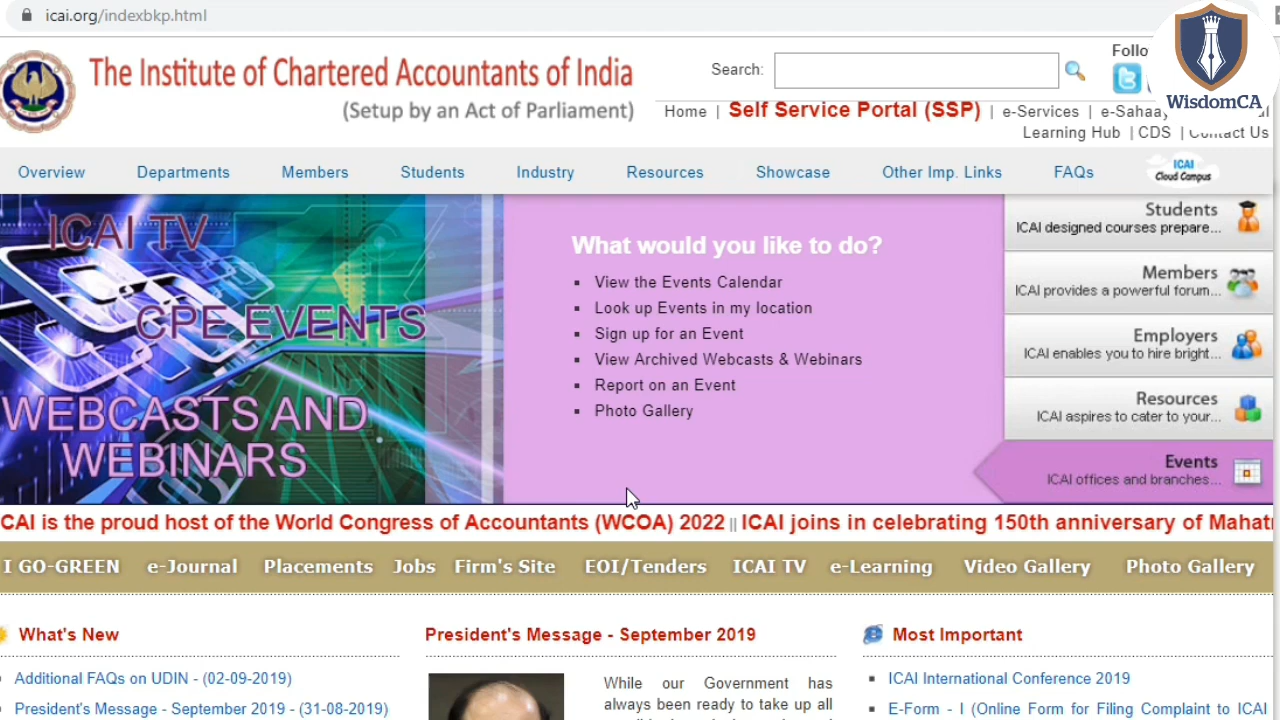 icai.org/indexbkp.html
The Institute of Chartered Accountants of India
(Setup by an Act of Parliament)
Search:
Follo
WisdomCA
Home | Self Service Portal (SSP) | e-Services | e-Sahaa
Learning Hub | CDS | Contact Us
Overview Departments Members Students Industry Resources Showcase Other Imp. Links FAQs ICAI Cloud Campus
ICAI TV
CPE EVENTS
WEBCASTS AND
WEBINARS
What would you like to do?
View the Events Calendar
Look up Events in my location
Sign up for an Event
View Archived Webcasts & Webinars
Report on an Event
Photo Gallery
Students
ICAI designed courses prepare...
Members
ICAI provides a powerful forum...
Employers
ICAI enables you to hire bright...
Resources
ICAI aspires to cater to your...
Events
ICAI offices and branches...
CAI is the proud host of the World Congress of Accountants (WCOA) 2022 || ICAI joins in celebrating 150th anniversary of Mahat
I GO-GREEN e-Journal Placements Jobs Firm's Site EOI/Tenders ICAI TV e-Learning Video Gallery Photo Gallery
What's New
Additional FAQs on UDIN - (02-09-2019)
President's Message - September 2019 - (31-08-2019)
President's Message - September 2019
While our Government has
always been ready to take up all
Most Important
ICAI International Conference 2019
E-Form - I (Online Form for Filing Complaint to ICAI